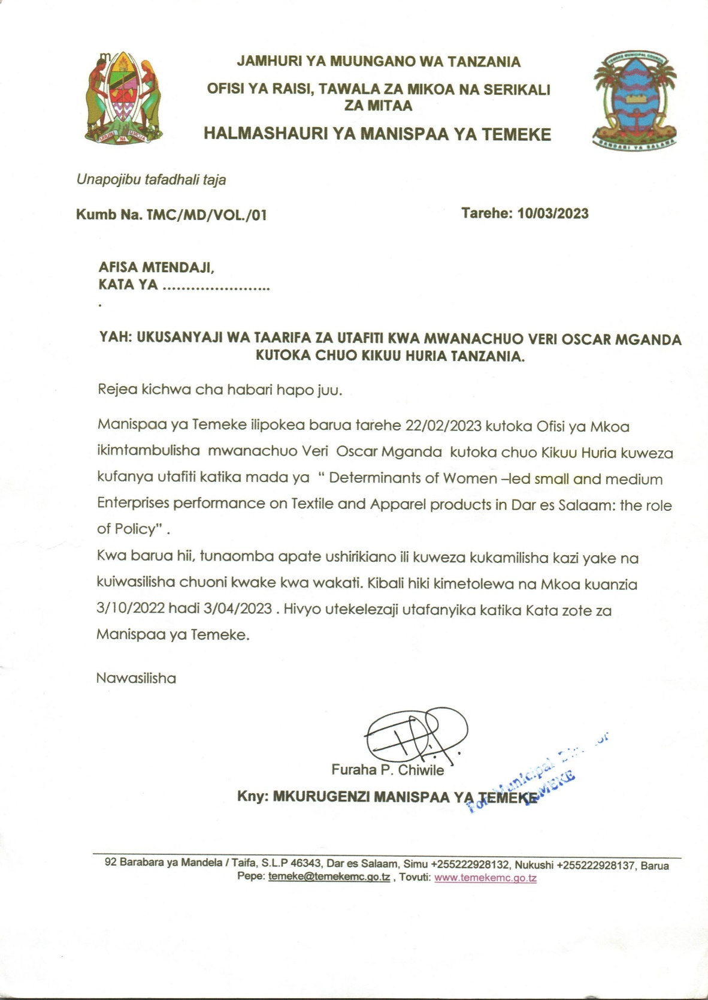 JAMHURI YA MUUNGANO WA TANZANIA
OFISI YA RAISI, TAWALA ZA MIKOA NA SERIKALI
ZA MITAA
HALMASHAURI YA MANISPAA YA TEMEKE
m
UHURU NA UMOJA
TEMEKE MUNICIPAL COUNCIL
BANDARI YA SALAMA
Unapojibu tafadhali taja
Kumb Na. TMC/MD/VOL./01
Tarehe: 10/03/2023
AFISA MTENDAJI,
KATA YA .......................
.
YAH: UKUSANYAJI WA TAARIFA ZA UTAFITI KWA MWANACHUO VERI OSCAR MGANDA
KUTOKA CHUO KIKUU HURIA TANZANIA.
Rejea kichwa cha habari hapo juu.
Manispaa ya Temeke ilipokea barua tarehe 22/02/2023 kutoka Ofisi ya Mkoa
ikimtambulisha mwanachuo Veri Oscar Mganda kutoka chuo Kikuu Huria kuweza
kufanya utafiti katika mada ya “ Determinants of Women –led small and medium
Enterprises performance on Textile and Apparel products in Dar es Salaam: the role
of Policy” .
Kwa barua hii, tunaomba apate ushirikiano ili kuweza kukamilisha kazi yake na
kuiwasilisha chuoni kwake kwa wakati. Kibali hiki kimetolewa na Mkoa kuanzia
3/10/2022 hadi 3/04/2023 . Hivyo utekelezaji utafanyika katika Kata zote za
Manispaa ya Temeke.
Nawasilisha
Furaha P. Chiwile
Kny: MKURUGENZI MANISPAA YA TEMEKE
For: Municipal Director
TEMEKE
92 Barabara ya Mandela / Taifa, S.L.P 46343, Dar es Salaam, Simu +255222928132, Nukushi +255222928137, Barua
Pepe: temeke@temekemc.go.tz , Tovuti: www.temekemc.go.tz